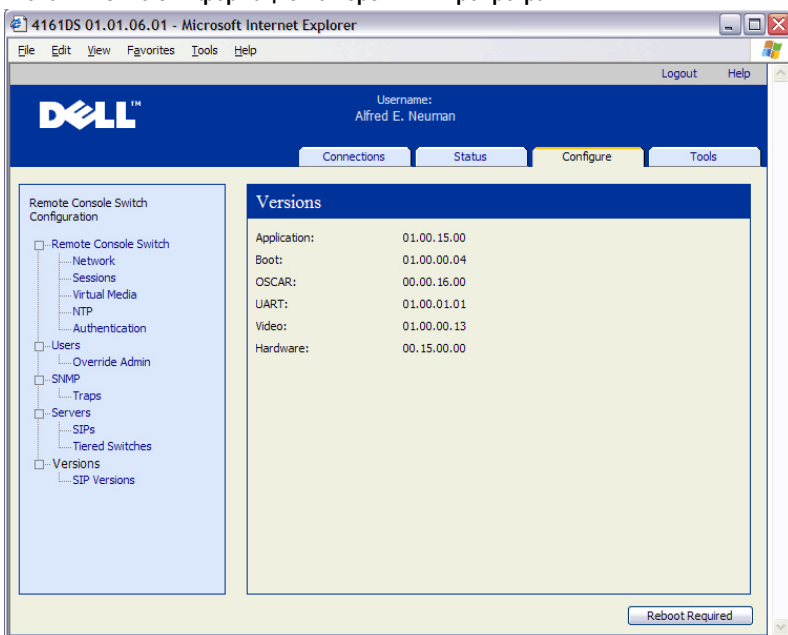 4161DS 01.01.06.01 - Microsoft Internet Explorer
File Edit View Favorites Tools Help
Logout Help
DELL™
Username:
Alfred E. Neuman
Connections Status Configure Tools
Remote Console Switch
Configuration
Remote Console Switch
Network
Sessions
Virtual Media
NTP
Authentication
Users
Override Admin
SNMP
Traps
Servers
SIPs
Tiered Switches
Versions
SIP Versions
Versions
Application: 01.00.15.00
Boot: 01.00.00.04
OSCAR: 00.00.16.00
UART: 01.00.01.01
Video: 01.00.00.13
Hardware: 00.15.00.00
Reboot Required